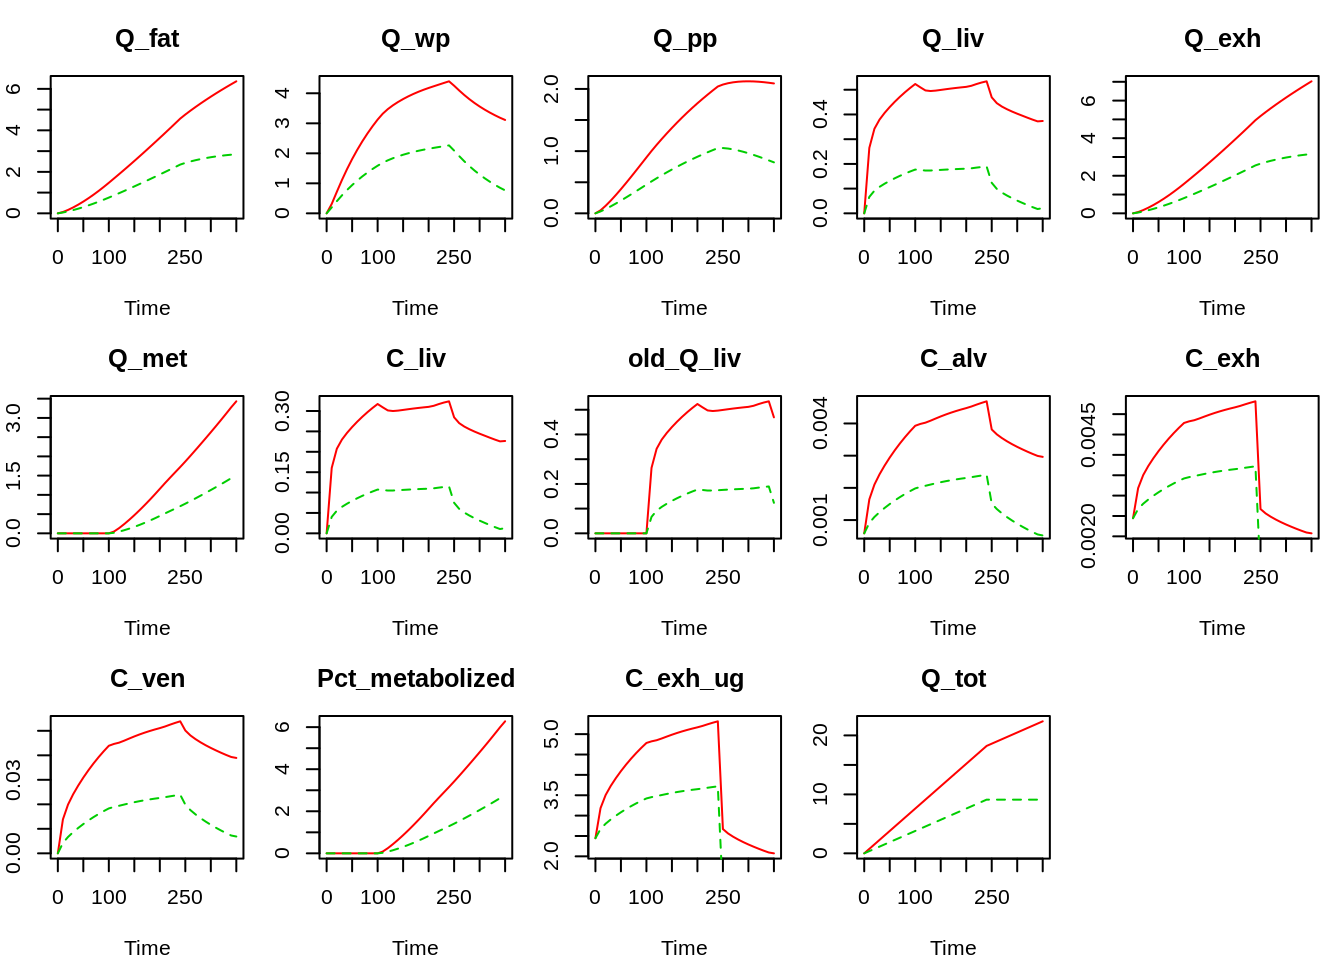 Q_fat Q_wp Q_pp Q_liv Q_exh
6 4 2 0
4 3 2 1 0
2.0 1.0 0.0
0.4 0.2 0.0
6 4 2 0
0 100 250 0 100 250 0 100 250 0 100 250 0 100 250
Time Time Time Time Time
Q_met C_liv old_Q_liv C_alv C_exh
3.0 1.5 0.0
0.30 0.15 0.00
0.4 0.2 0.0
0.004 0.001
0.0045 0.0020
0 100 250 0 100 250 0 100 250 0 100 250 0 100 250
Time Time Time Time Time
C_ven Pct_metabolized C_exh_ug Q_tot
0.03 0.00
6 4 2 0
5.0 3.5 2.0
20 10 0
0 100 250 0 100 250 0 100 250 0 100 250
Time Time Time Time